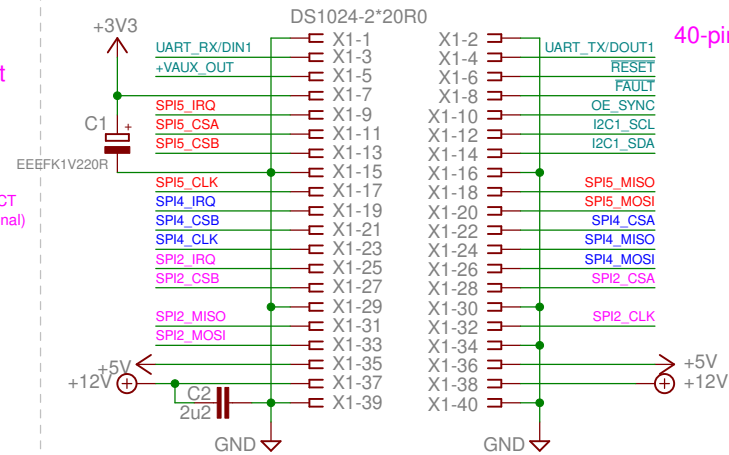 DS1024-2*20R0
+3V3
40-pi
UART_RX/DIN1
X1-1
X1-2
UART_TX/DOUT1
X1-3
X1-4
+VAUX_OUT
X1-5
X1-6
RESET
t
X1-7
X1-8
FAULT
SPI5_IRQ
X1-9
X1-10
OE_SYNC
C1
+
SPI5_CSA
X1-11
X1-12
I2C1_SCL
SPI5_CSB
X1-13
X1-14
I2C1_SDA
EEEFK1V220R
X1-15
X1-16
SPI5_CLK
X1-17
X1-18
SPI5_MISO
CT
SPI4_IRQ
X1-19
X1-20
SPI5_MOSI
nal)
SPI4_CSB
X1-21
X1-22
SPI4_CSA
SPI4_CLK
X1-23
X1-24
SPI4_MISO
SPI2_IRQ
X1-25
X1-26
SPI4_MOSI
SPI2_CSB
X1-27
X1-28
SPI2_CSA
X1-29
X1-30
SPI2_MISO
X1-31
X1-32
SPI2_CLK
SPI2_MOSI
X1-33
X1-34
+5V
X1-35
X1-36
+5V
+12V
X1-37
X1-38
+12V
C2
2u2
X1-39
X1-40
GND
GND